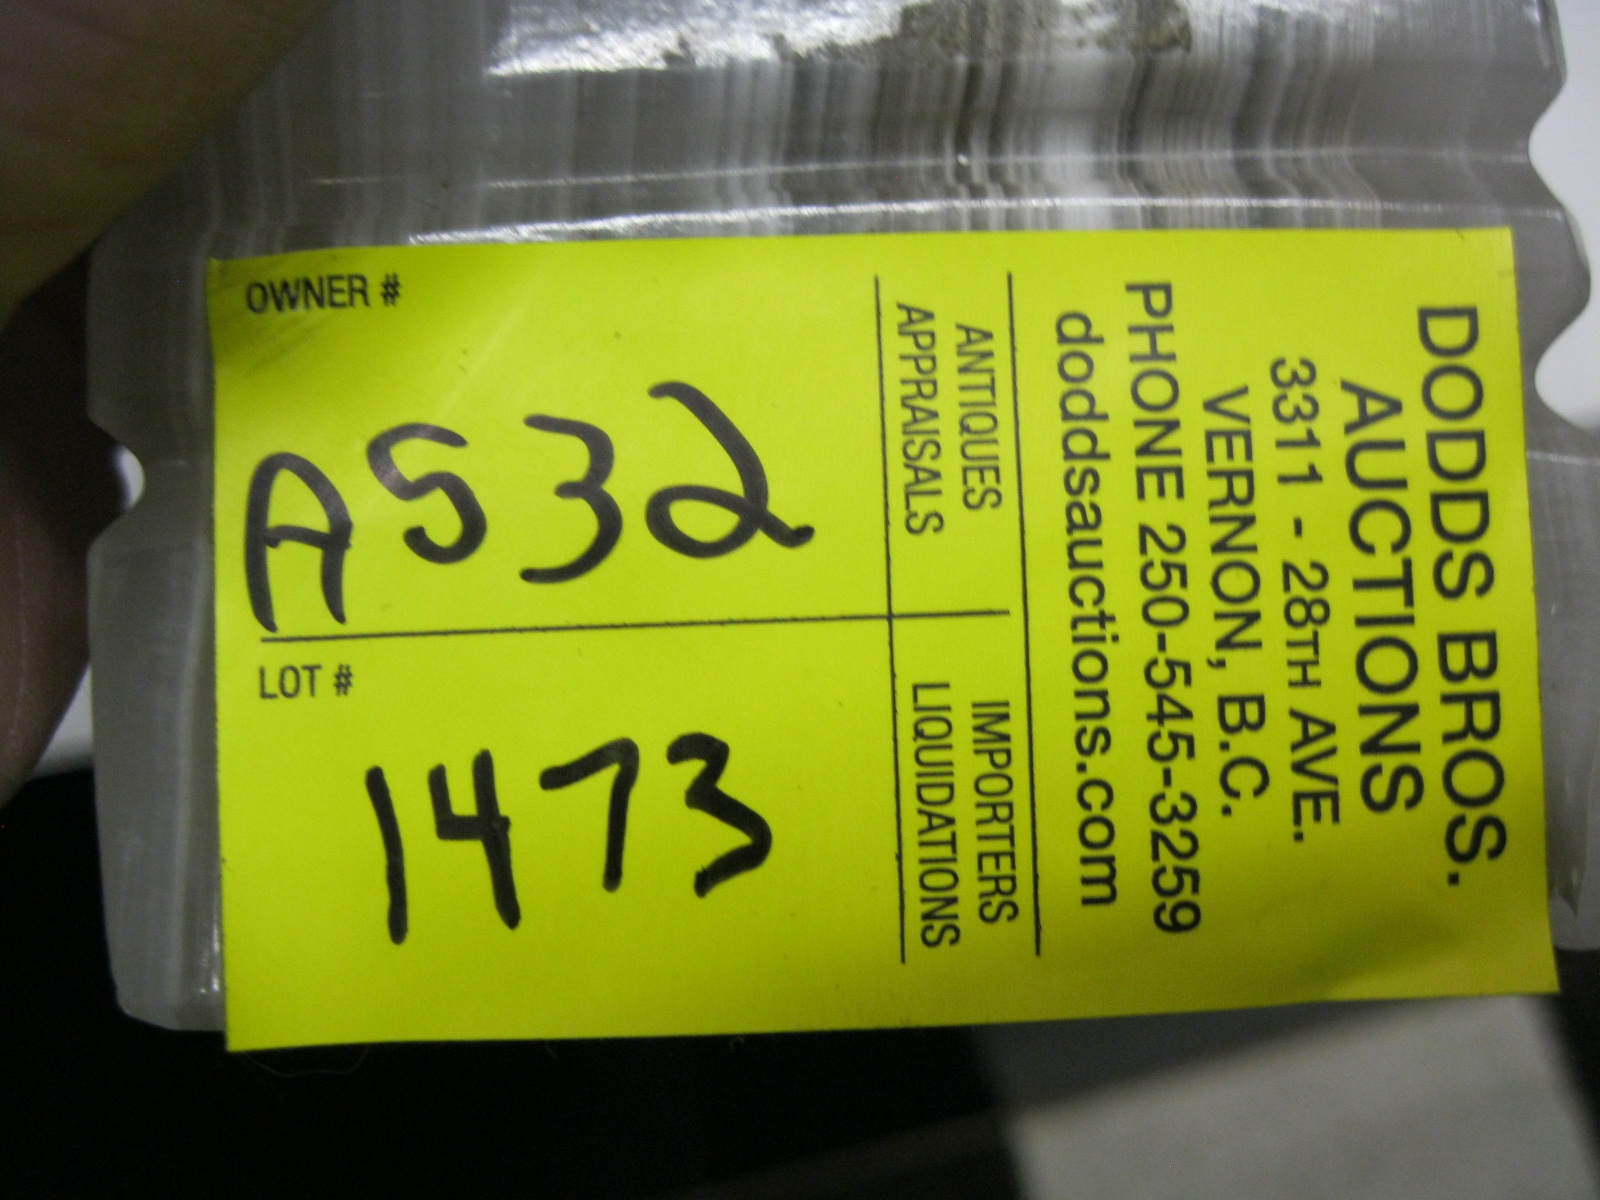 DODDS BROS.
AUCTIONS
3311 - 28TH AVE.
VERNON, B.C.
PHONE 250-545-3259
doddsauctions.com
ANTIQUES
APPRAISALS
IMPORTERS
LIQUIDATIONS
OWNER #
A532
LOT #
1473